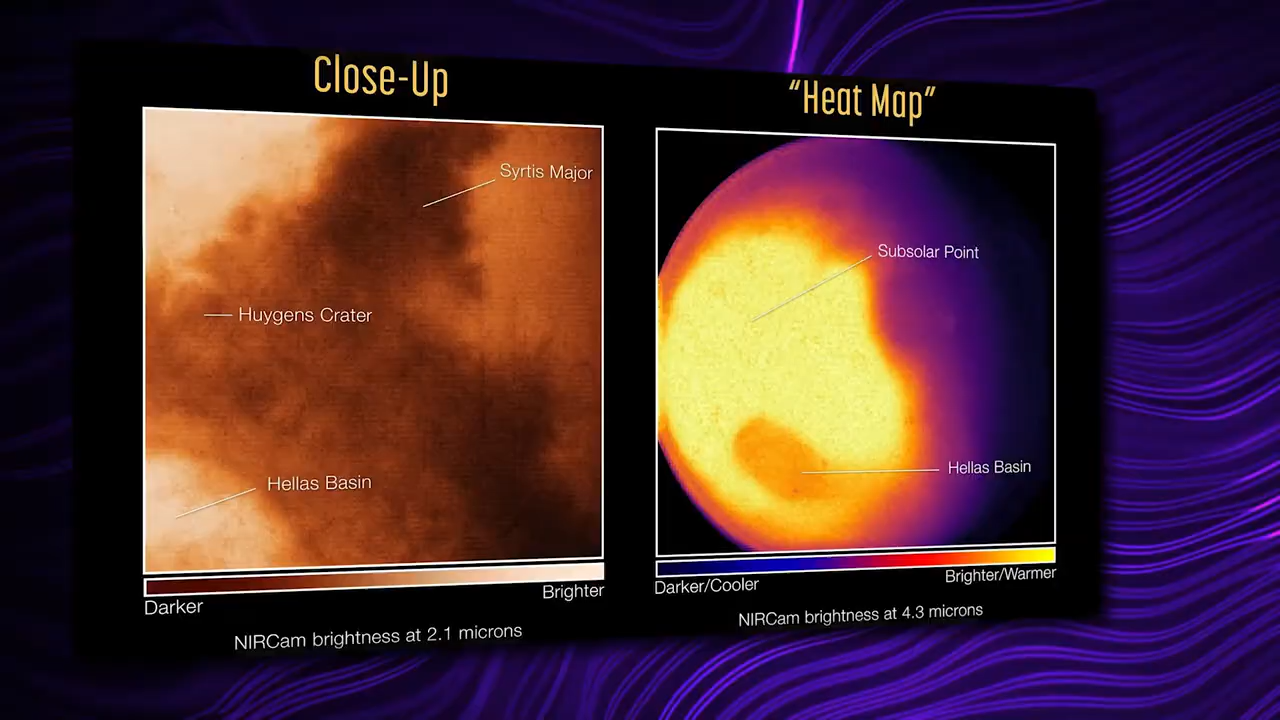 Close-Up
Syrtis Major
Huygens Crater
Hellas Basin
Darker
Brighter
NIRCam brightness at 2.1 microns
“Heat Map”
Subsolar Point
Hellas Basin
Darker/Cooler
Brighter/Warmer
NIRCam brightness at 4.3 microns